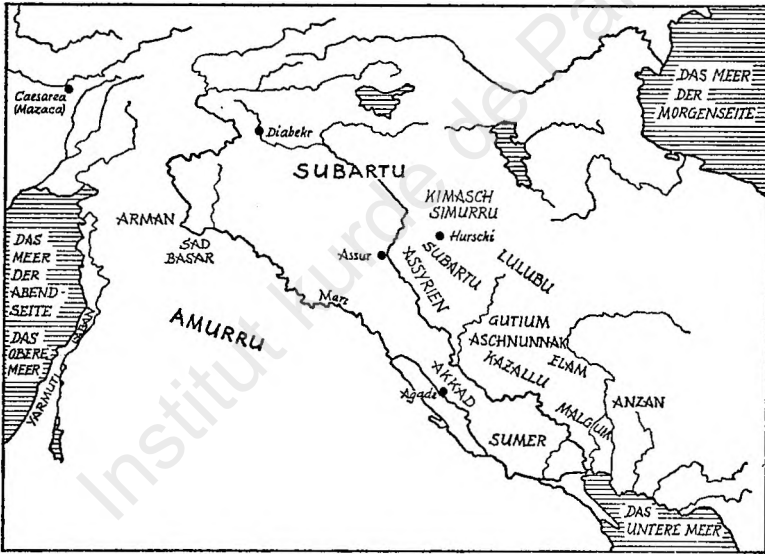 DAS MEER
DER
MORGENSEITE
Caesarea
(Mazaca)
Diabekr
SUBARTU
KIMASCH
SIMURRU
ARMAN
Hurschi
SAD
BASAR
DAS
MEER
DER
ABEND-
SEITE
Assur
SUBARTU
LULUBU
ASSYRIEN
Mari
AMURRU
GUTIUM
ASCHNUNNAK
ELAM
KAZALLU
DAS
OBERE
MEER
LABAN
YARMUTI
AKKAD
Agade
MALGIUM
ANZAN
SUMER
DAS
UNTERE MEER
Institut kurde de Par